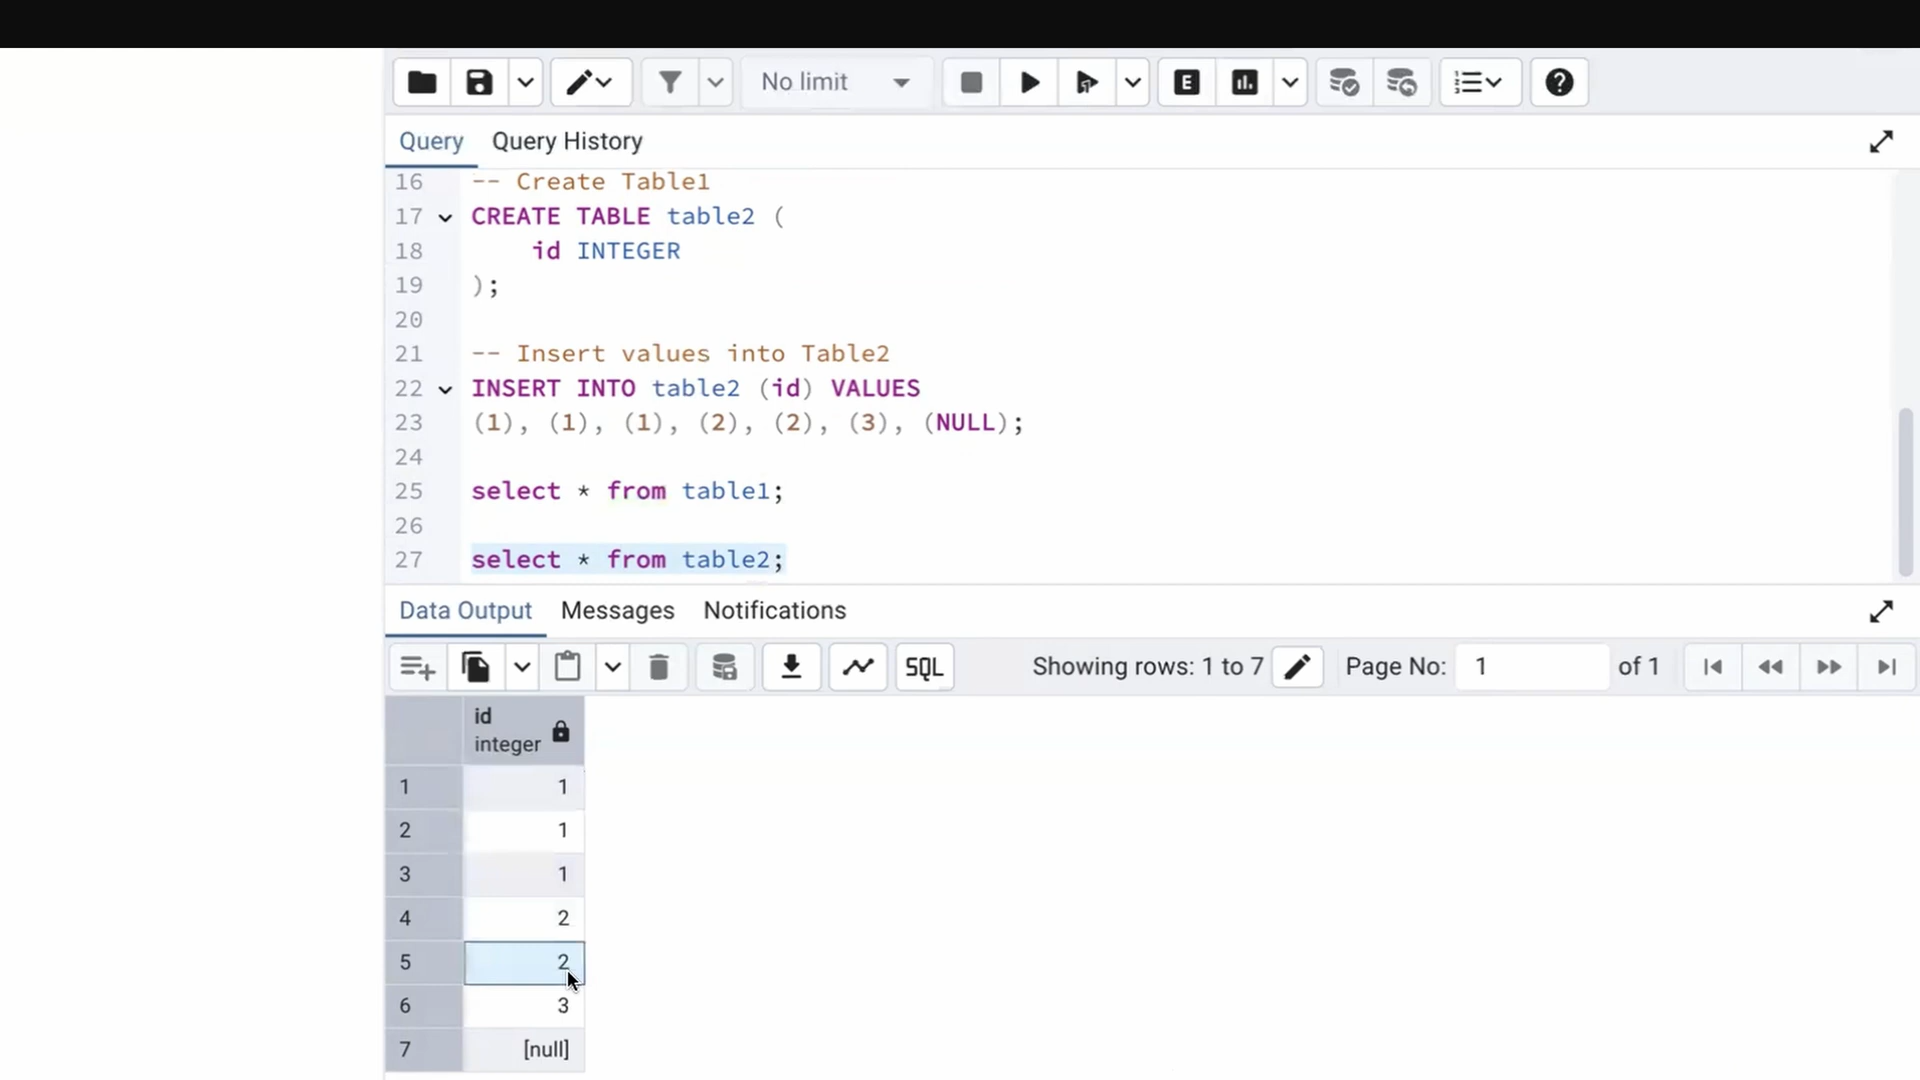 No limit
E
Query Query History
16 -- Create Table1
17 CREATE TABLE table2 (
18 id INTEGER
19 );
20
21 -- Insert values into Table2
22 INSERT INTO table2 (id) VALUES
23 (1), (1), (1), (2), (2), (3), (NULL);
24
25 select * from table1;
26
27 select * from table2;
Data Output Messages Notifications
SQL Showing rows: 1 to 7 Page No: 1 of 1
id
integer
1 1
2 1
3 1
4 2
5 2
6 3
7 [null]